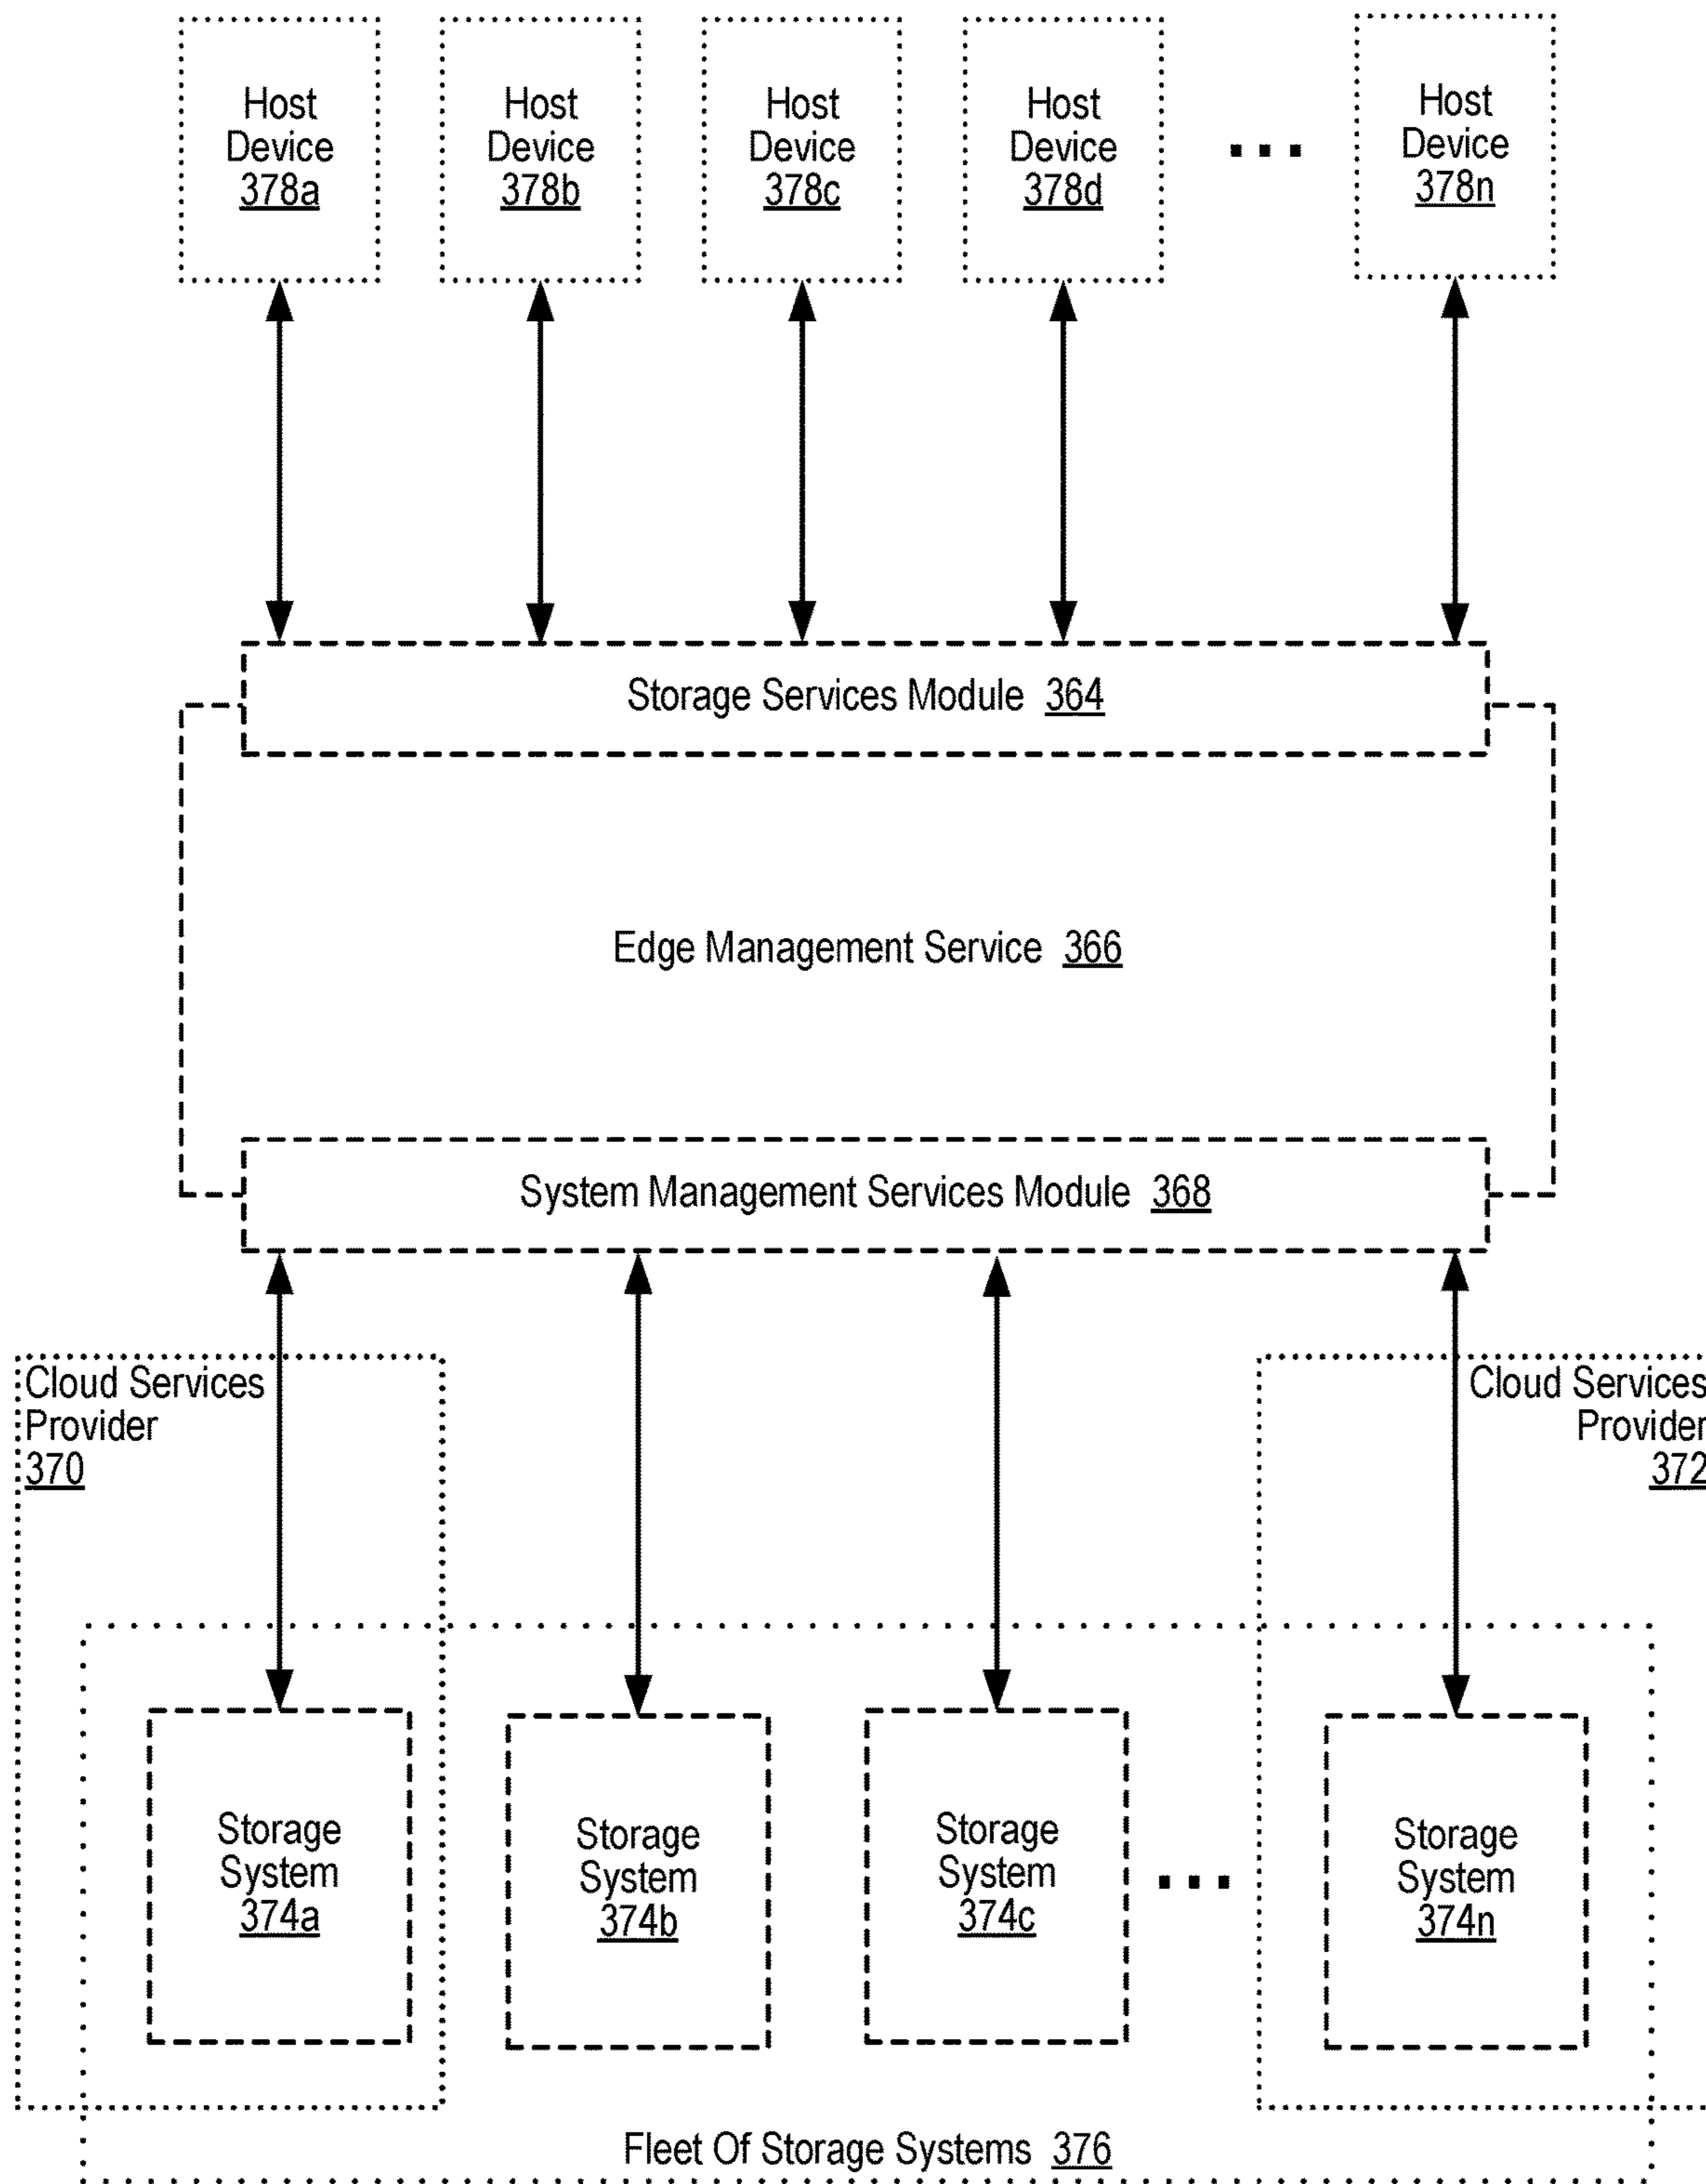 Host
Device
378a
Host
Device
378b
Host
Device
378c
Host
Device
378d
...
Host
Device
378n
Storage Services Module 364
Edge Management Service 366
System Management Services Module 368
Cloud Services
Provider
370
Cloud Services
Provider
372
Storage
System
374a
Storage
System
374b
Storage
System
374c
...
Storage
System
374n
Fleet Of Storage Systems 376